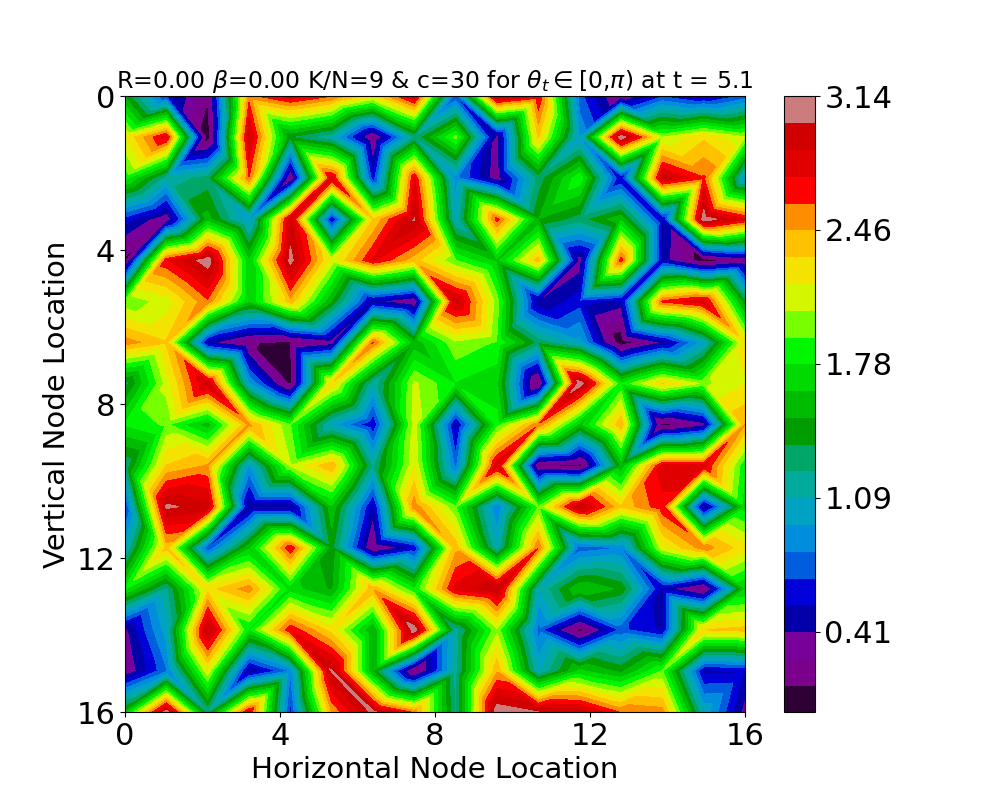 R=0.00 β=0.00 K/N=9 & c=30 for θₜ∈[0,π) at t = 5.1
0
4
8
12
16
0 4 8 12 16
Vertical Node Location
Horizontal Node Location
3.14
2.46
1.78
1.09
0.41